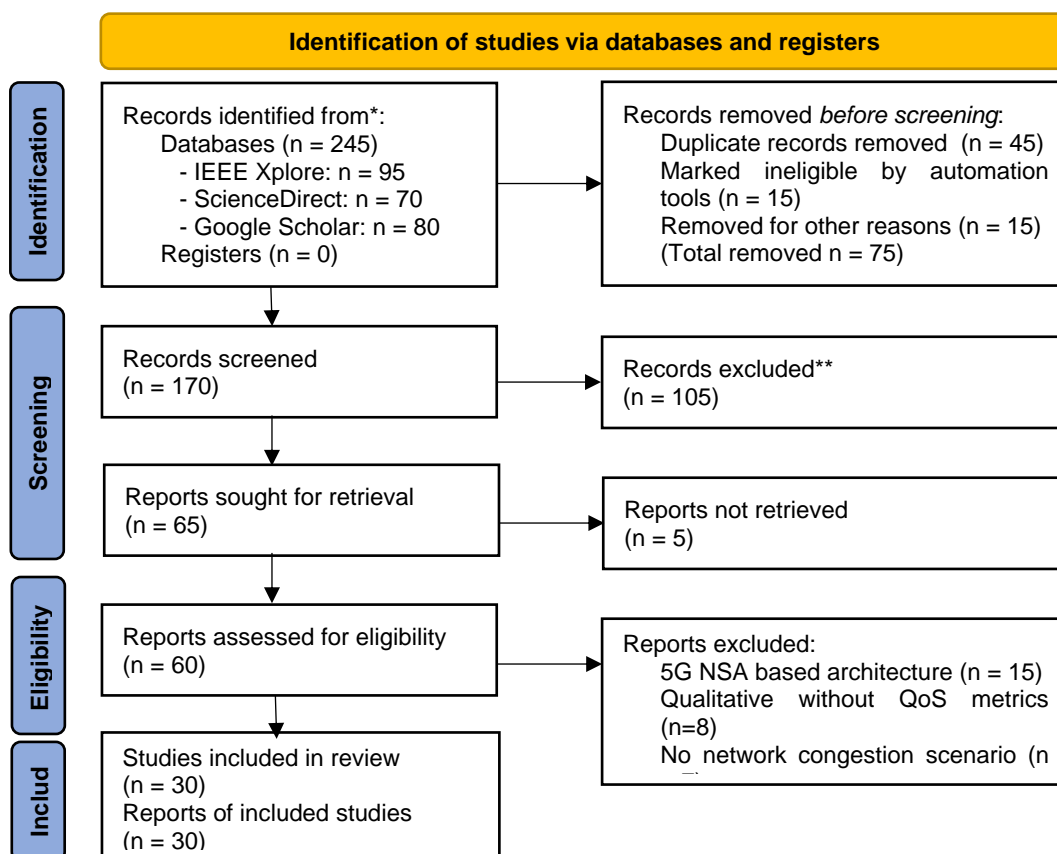 Identification of studies via databases and registers
Identification
Records identified from*:
Databases (n = 245)
- IEEE Xplore: n = 95
- ScienceDirect: n = 70
- Google Scholar: n = 80
Registers (n = 0)
Records removed before screening:
Duplicate records removed (n = 45)
Marked ineligible by automation
tools (n = 15)
Removed for other reasons (n = 15)
(Total removed n = 75)
Screening
Records screened
(n = 170)
Records excluded**
(n = 105)
Reports sought for retrieval
(n = 65)
Reports not retrieved
(n = 5)
Eligibility
Reports assessed for eligibility
(n = 60)
Reports excluded:
5G NSA based architecture (n = 15)
Qualitative without QoS metrics
(n=8)
No network congestion scenario (n
Includ
Studies included in review
(n = 30)
Reports of included studies
(n = 30)